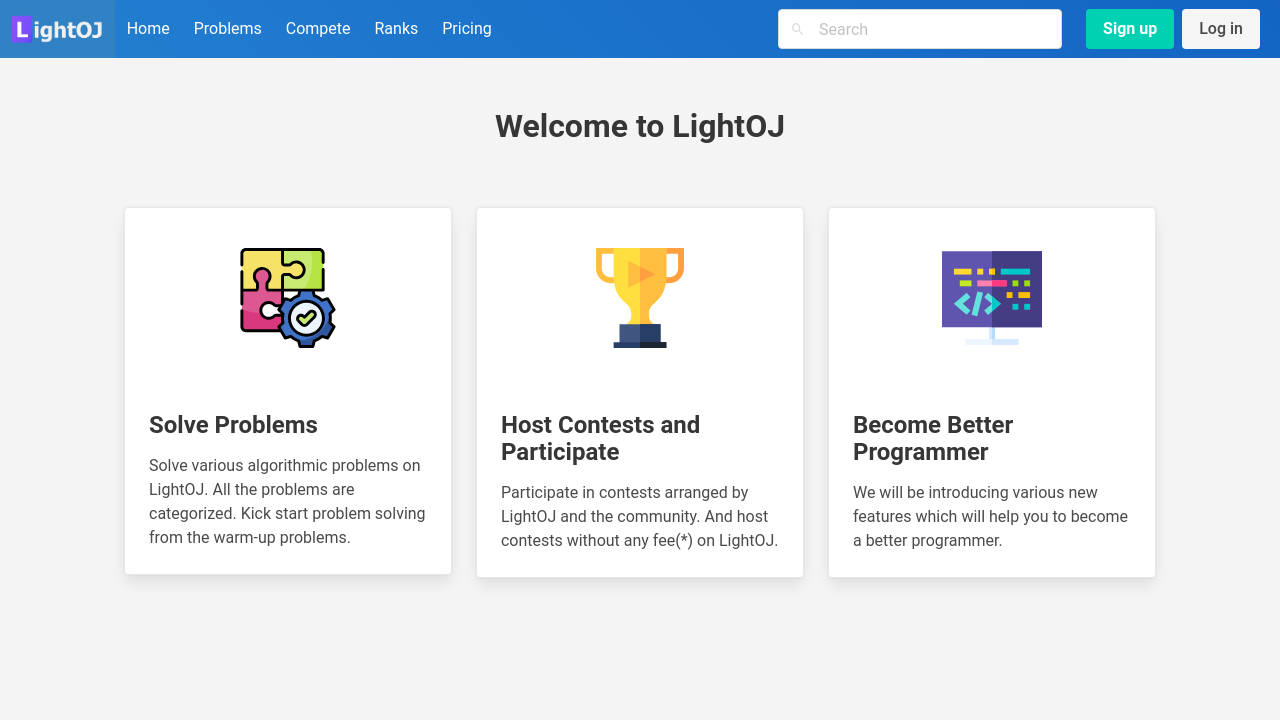 LightOJ Home Problems Compete Ranks Pricing Search Sign up Log in
Welcome to LightOJ
Solve Problems
Solve various algorithmic problems on
LightOJ. All the problems are
categorized. Kick start problem solving
from the warm-up problems.
Host Contests and
Participate
Participate in contests arranged by
LightOJ and the community. And host
contests without any fee(*) on LightOJ.
Become Better
Programmer
We will be introducing various new
features which will help you to become
a better programmer.